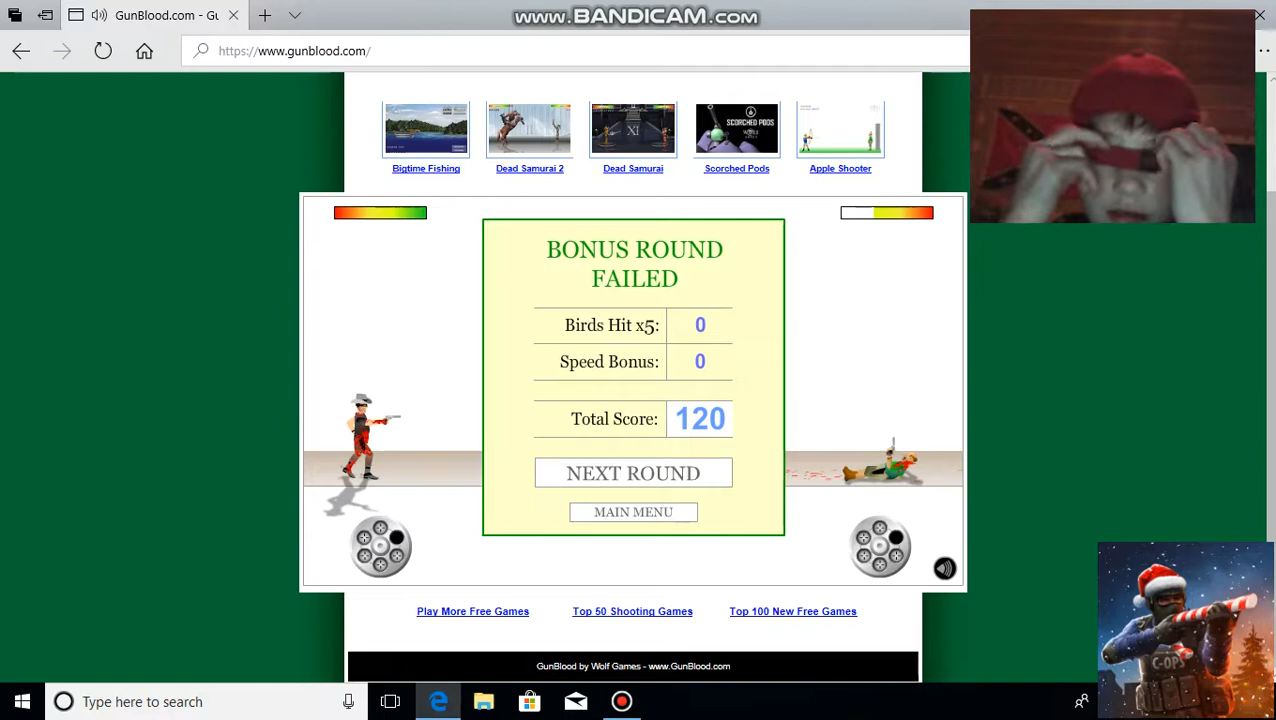 www.BANDICAM.com
GunBlood.com - Gu
https://www.gunblood.com/
XI
SCORCHED PODS
Bigtime Fishing
Dead Samurai 2
Dead Samurai
Scorched Pods
Apple Shooter
BONUS ROUND
FAILED
Birds Hit x5: 0
Speed Bonus: 0
Total Score: 120
NEXT ROUND
MAIN MENU
Play More Free Games
Top 50 Shooting Games
Top 100 New Free Games
GunBlood by Wolf Games - www.GunBlood.com
C-OPS
Type here to search